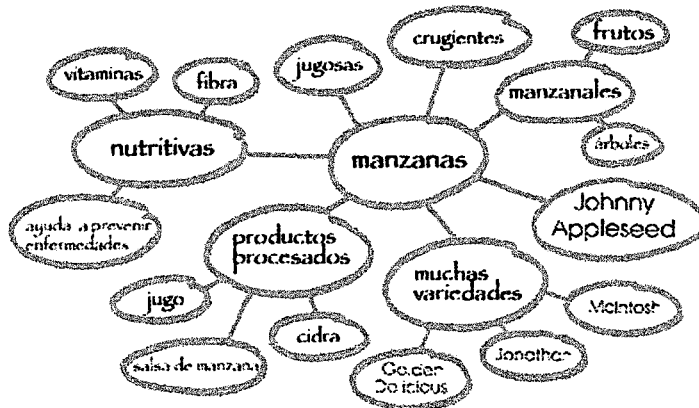 crugientes
frutos
jugosas
vitaminas
fibra
manzanales
nutritivas
manzanas
árboles
Johnny
Appleseed
ayuda a prevenir
enfermedades
productos
procesados
muchas
variedades
jugo
McIntosh
cidra
Jonathan
salsa de manzana
Golden
Delicious